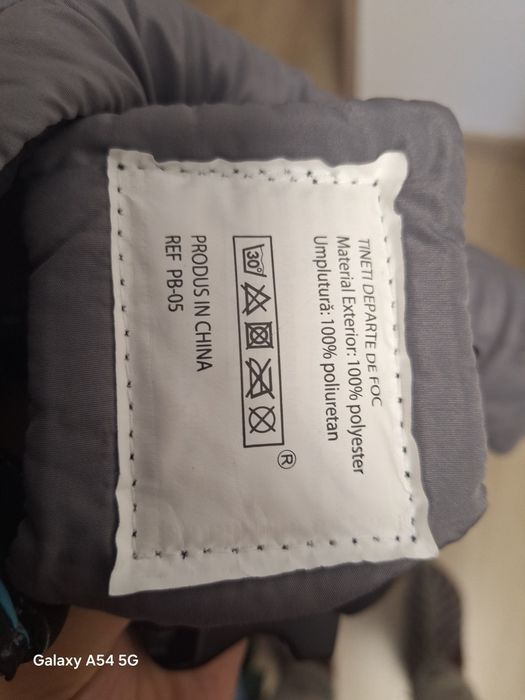 TINETI DEPARTE DE FOC
Material Exterior: 100% polyester
Umplutură: 100% poliuretan
30°
®
PRODUS IN CHINA
REF PB-05
Galaxy A54 5G